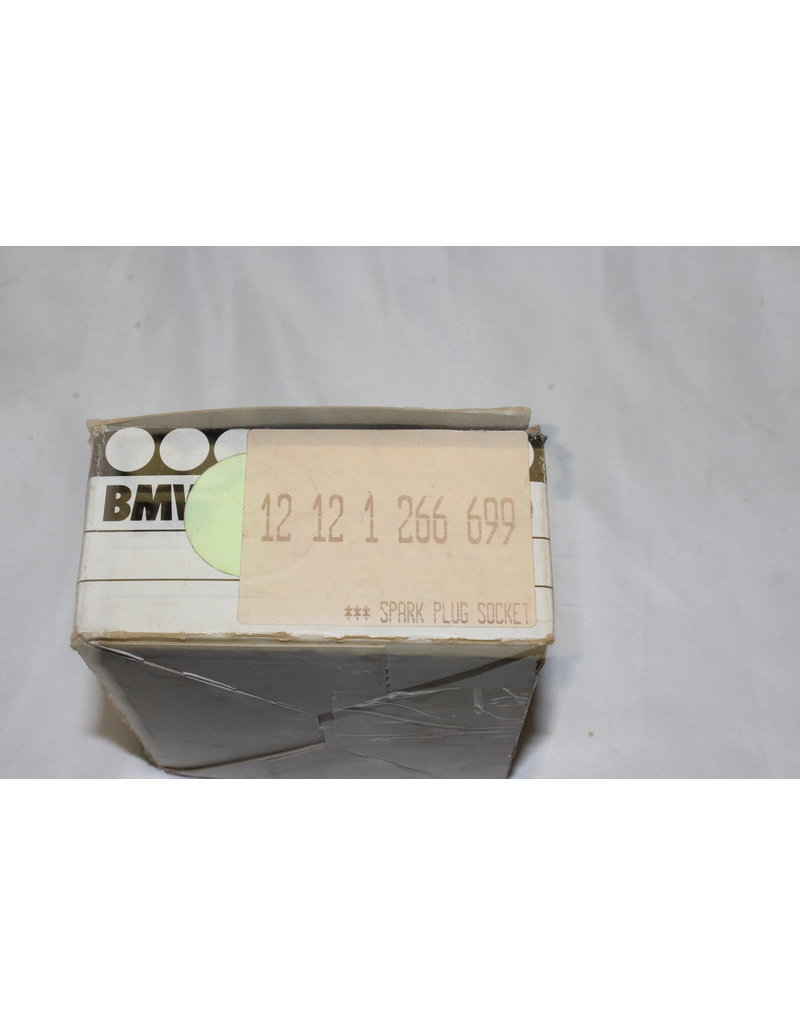 BMW
12 12 1 266 699
*** SPARK PLUG SOCKET